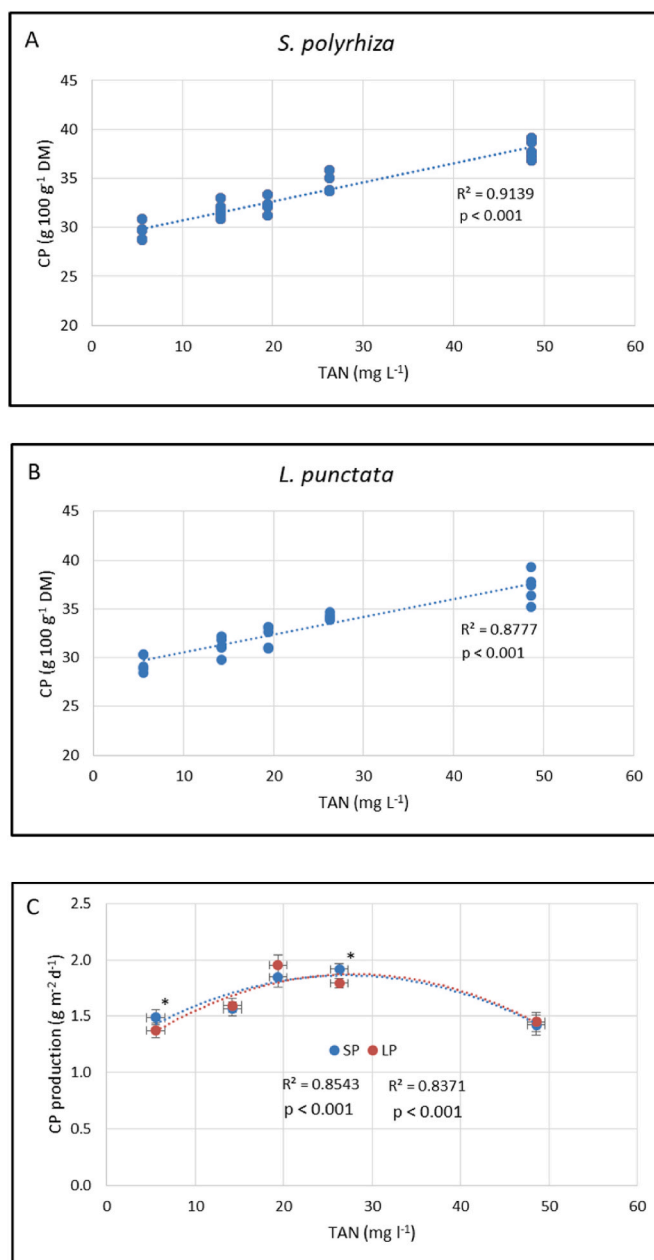 A
S. polyrhiza
45
40
35
30
25
20
CP (g 100 g⁻¹ DM)
R² = 0.9139
p < 0.001
0 10 20 30 40 50 60
TAN (mg L⁻¹)
B
L. punctata
45
40
35
30
25
20
CP (g 100 g⁻¹ DM)
R² = 0.8777
p < 0.001
0 10 20 30 40 50 60
TAN (mg L⁻¹)
C
2.5
2.0
1.5
1.0
0.5
0.0
CP production (g m⁻² d⁻¹)
*
*
SP LP
R² = 0.8543 R² = 0.8371
p < 0.001 p < 0.001
0 10 20 30 40 50 60
TAN (mg l⁻¹)